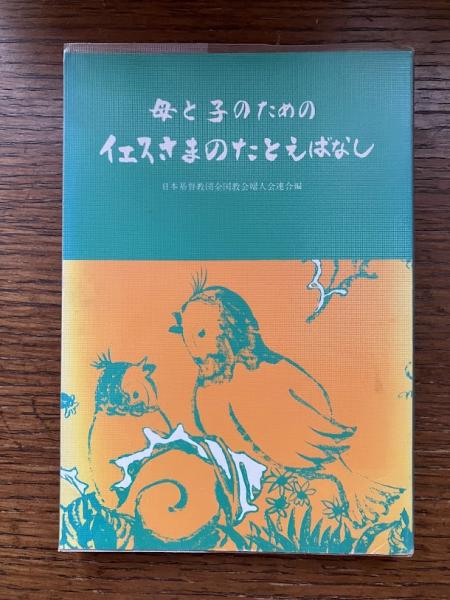 母と子のための
イエスさまのたとえばなし
日本基督教団全国教会婦人会連合編